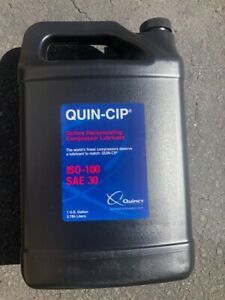 QUIN-CIP®
Quincy Reciprocating
Compressor Lubricant
The world's finest compressors deserve
a lubricant to match: QUIN-CIP
ISO-100
SAE 30
Quincy
1 U.S. Gallon
3.785 Liters